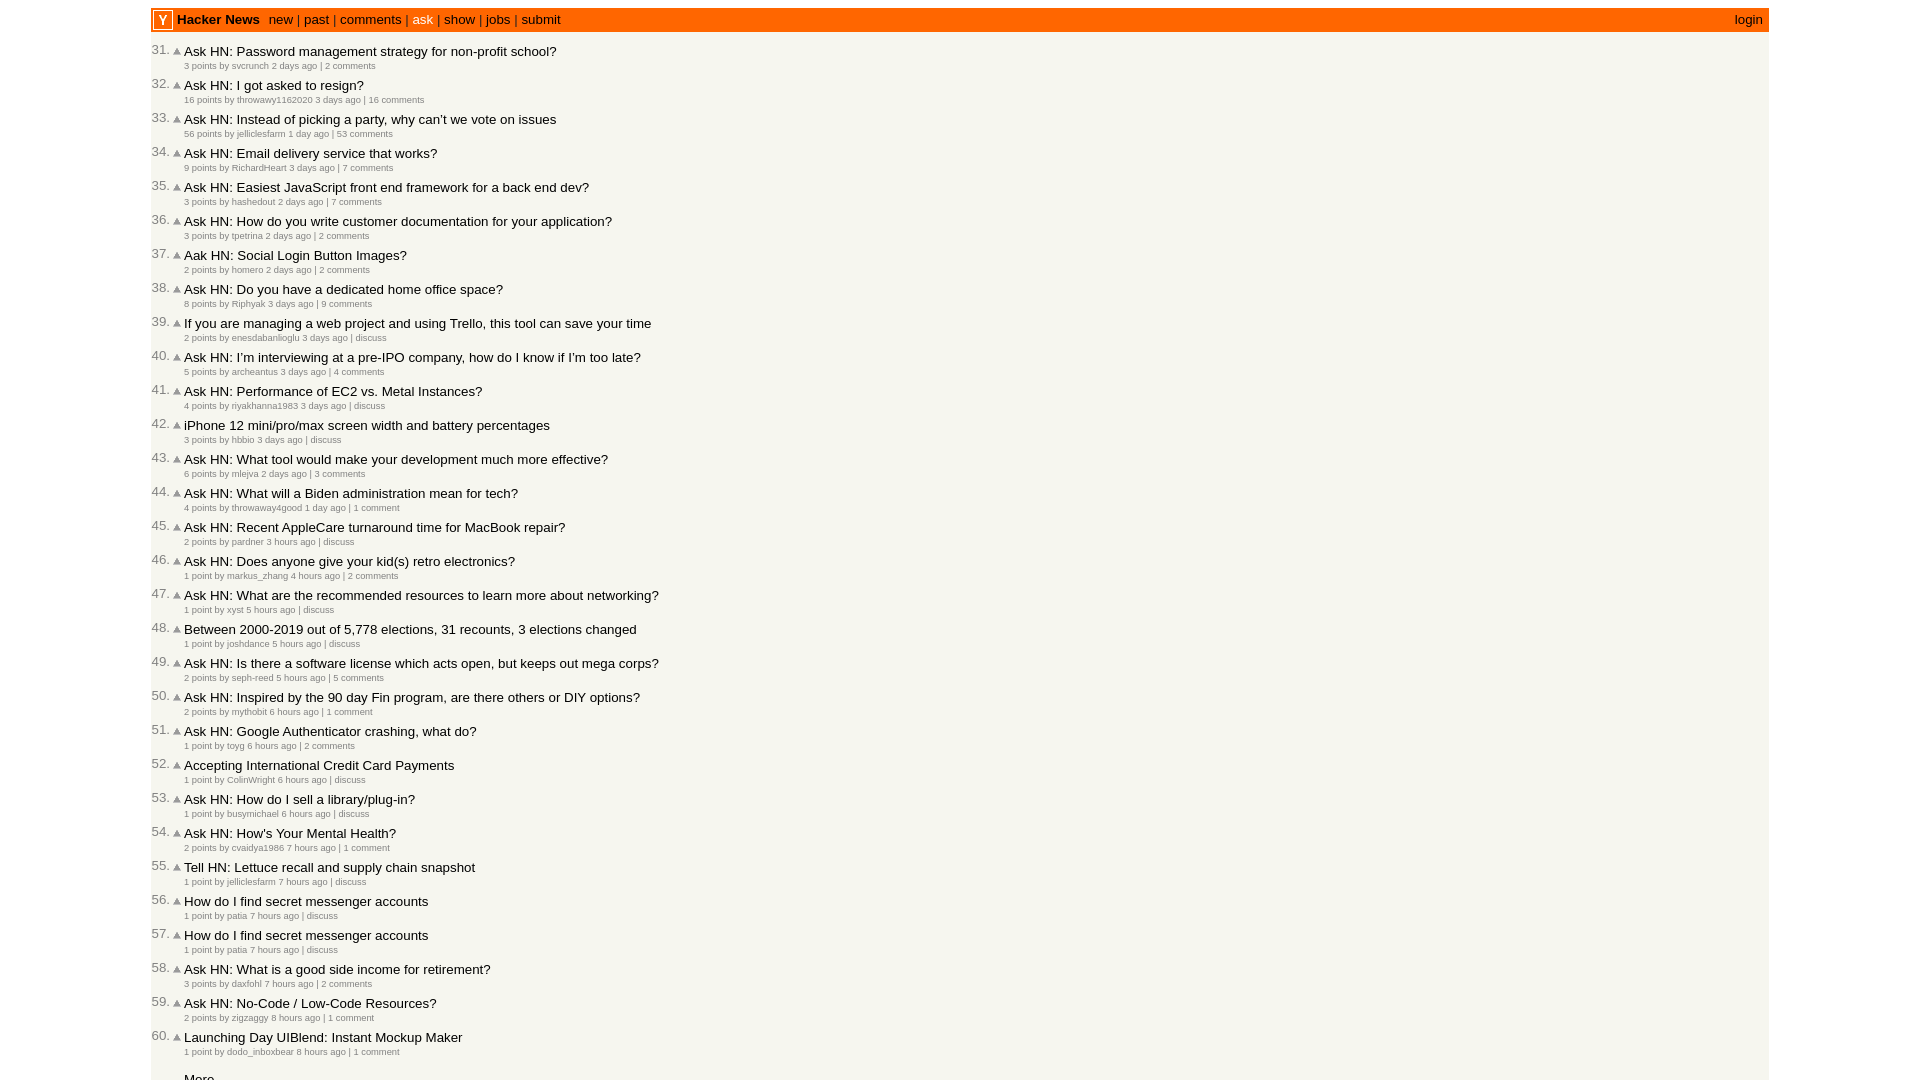 Y Hacker News new | past | comments | ask | show | jobs | submit login
31. Ask HN: Password management strategy for non-profit school?
3 points by svcrunch 2 days ago | 2 comments
32. Ask HN: I got asked to resign?
16 points by throwawy1162020 3 days ago | 16 comments
33. Ask HN: Instead of picking a party, why can’t we vote on issues
56 points by jelliclesfarm 1 day ago | 53 comments
34. Ask HN: Email delivery service that works?
9 points by RichardHeart 3 days ago | 7 comments
35. Ask HN: Easiest JavaScript front end framework for a back end dev?
3 points by hashedout 2 days ago | 7 comments
36. Ask HN: How do you write customer documentation for your application?
3 points by tpetrina 2 days ago | 2 comments
37. Aak HN: Social Login Button Images?
2 points by homero 2 days ago | 2 comments
38. Ask HN: Do you have a dedicated home office space?
8 points by Riphyak 3 days ago | 9 comments
39. If you are managing a web project and using Trello, this tool can save your time
2 points by enesdabanlioglu 3 days ago | discuss
40. Ask HN: I’m interviewing at a pre-IPO company, how do I know if I’m too late?
5 points by archeantus 3 days ago | 4 comments
41. Ask HN: Performance of EC2 vs. Metal Instances?
4 points by riyakhanna1983 3 days ago | discuss
42. iPhone 12 mini/pro/max screen width and battery percentages
3 points by hbbio 3 days ago | discuss
43. Ask HN: What tool would make your development much more effective?
6 points by mlejva 2 days ago | 3 comments
44. Ask HN: What will a Biden administration mean for tech?
4 points by throwaway4good 1 day ago | 1 comment
45. Ask HN: Recent AppleCare turnaround time for MacBook repair?
2 points by pardner 3 hours ago | discuss
46. Ask HN: Does anyone give your kid(s) retro electronics?
1 point by markus_zhang 4 hours ago | 2 comments
47. Ask HN: What are the recommended resources to learn more about networking?
1 point by xyst 5 hours ago | discuss
48. Between 2000-2019 out of 5,778 elections, 31 recounts, 3 elections changed
1 point by joshdance 5 hours ago | discuss
49. Ask HN: Is there a software license which acts open, but keeps out mega corps?
2 points by seph-reed 5 hours ago | 5 comments
50. Ask HN: Inspired by the 90 day Fin program, are there others or DIY options?
2 points by mythobit 6 hours ago | 1 comment
51. Ask HN: Google Authenticator crashing, what do?
1 point by toyg 6 hours ago | 2 comments
52. Accepting International Credit Card Payments
1 point by ColinWright 6 hours ago | discuss
53. Ask HN: How do I sell a library/plug-in?
1 point by busymichael 6 hours ago | discuss
54. Ask HN: How's Your Mental Health?
2 points by cvaidya1986 7 hours ago | 1 comment
55. Tell HN: Lettuce recall and supply chain snapshot
1 point by jelliclesfarm 7 hours ago | discuss
56. How do I find secret messenger accounts
1 point by patia 7 hours ago | discuss
57. How do I find secret messenger accounts
1 point by patia 7 hours ago | discuss
58. Ask HN: What is a good side income for retirement?
3 points by daxfohl 7 hours ago | 2 comments
59. Ask HN: No-Code / Low-Code Resources?
2 points by zigzaggy 8 hours ago | 1 comment
60. Launching Day UIBlend: Instant Mockup Maker
1 point by dodo_inboxbear 8 hours ago | 1 comment
More